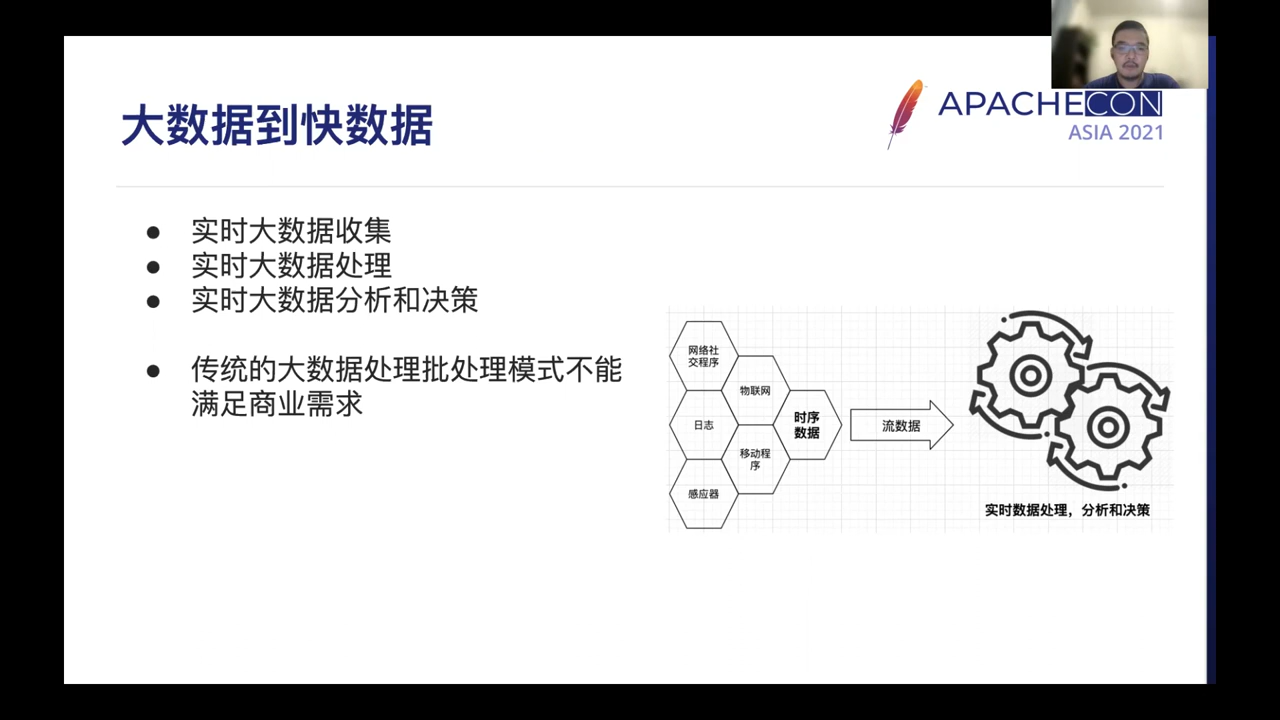 大数据到快数据
APACHECON
ASIA 2021
实时大数据收集
实时大数据处理
实时大数据分析和决策
传统的大数据处理批处理模式不能
满足商业需求
网络社
交程序
物联网
日志
移动程
序
感应器
时序
数据
流数据
实时数据处理，分析和决策